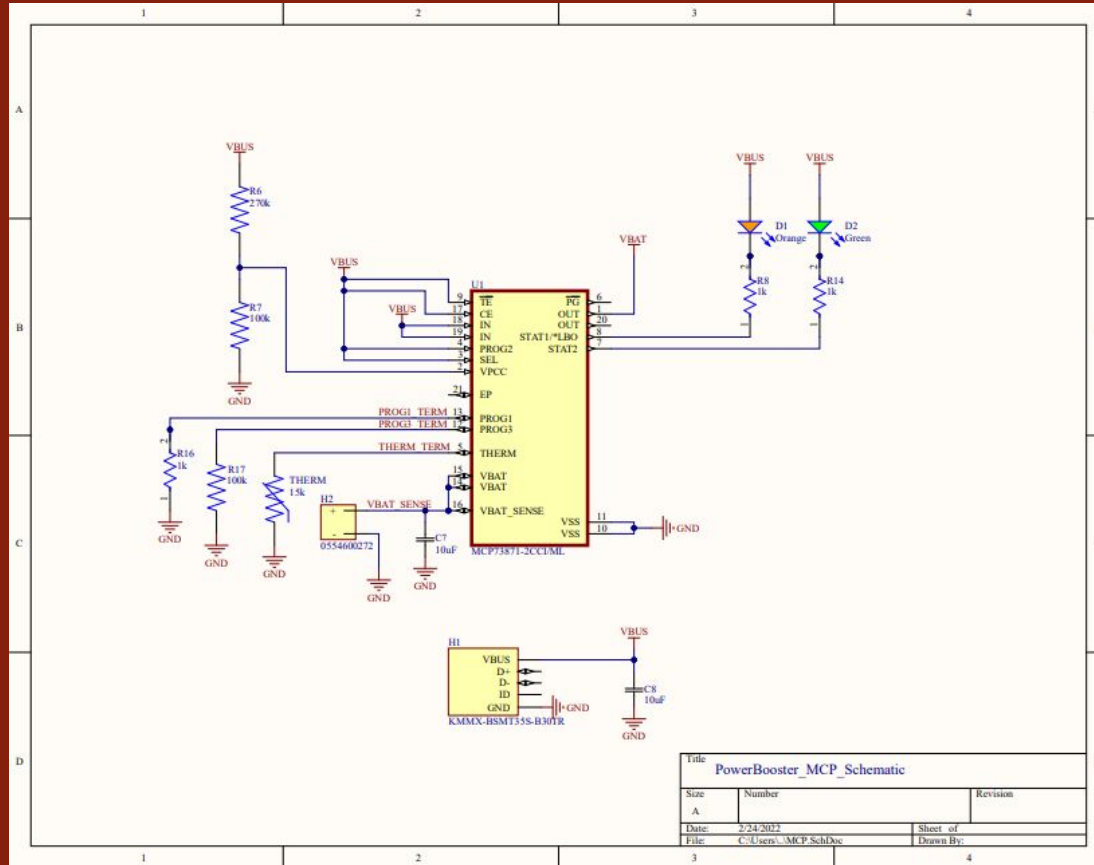 1 2 3 4
A
B
C
D
VBUS
R6
270k
R7
100k
GND
VBUS
VBUS
VBAT
VBUS
D1
Orange
2
R8
1k
1
VBUS
D2
Green
2
R14
1k
1
U1
9 TE
17 CE
18 IN
19 IN
4 PROG2
3 SEL
2 VPCC
21 EP
PROG1_TERM 13 PROG1
PROG3_TERM 12 PROG3
THERM_TERM 5 THERM
15 VBAT
14 VBAT
VBAT_SENSE 16 VBAT_SENSE
PG 6
OUT 1
OUT 20
STAT1/*LBO 8
STAT2 7
VSS 11
VSS 10
GND
MCP73871-2CCI/ML
2
R16
1k
1
GND
R17
100k
GND
THERM
15k
GND
H2
+
-
0554600272
GND
C7
10uF
GND
H1
VBUS
D+
D-
ID
GND
GND
KMMX-BSMT35S-B30TR
VBUS
C8
10uF
GND
Title
PowerBooster_MCP_Schematic
Size Number Revision
A
Date: 2/24/2022 Sheet of
File: C:\Users\..\MCP.SchDoc Drawn By:
1 2 3 4